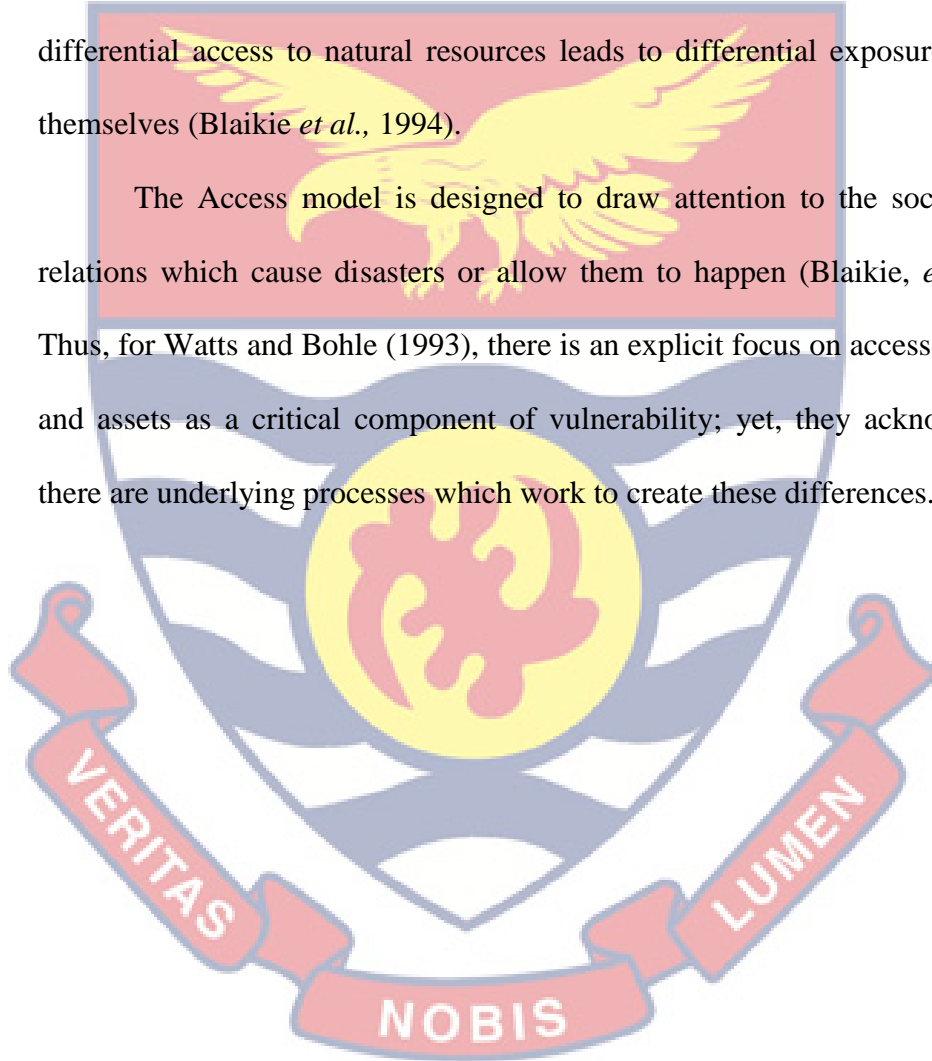 differential access to natural resources leads to differential exposur
themselves (Blaikie et al., 1994).
The Access model is designed to draw attention to the soc
relations which cause disasters or allow them to happen (Blaikie, e
Thus, for Watts and Bohle (1993), there is an explicit focus on access
and assets as a critical component of vulnerability; yet, they ackno
there are underlying processes which work to create these differences.
VERITAS
NOBIS
LUMEN